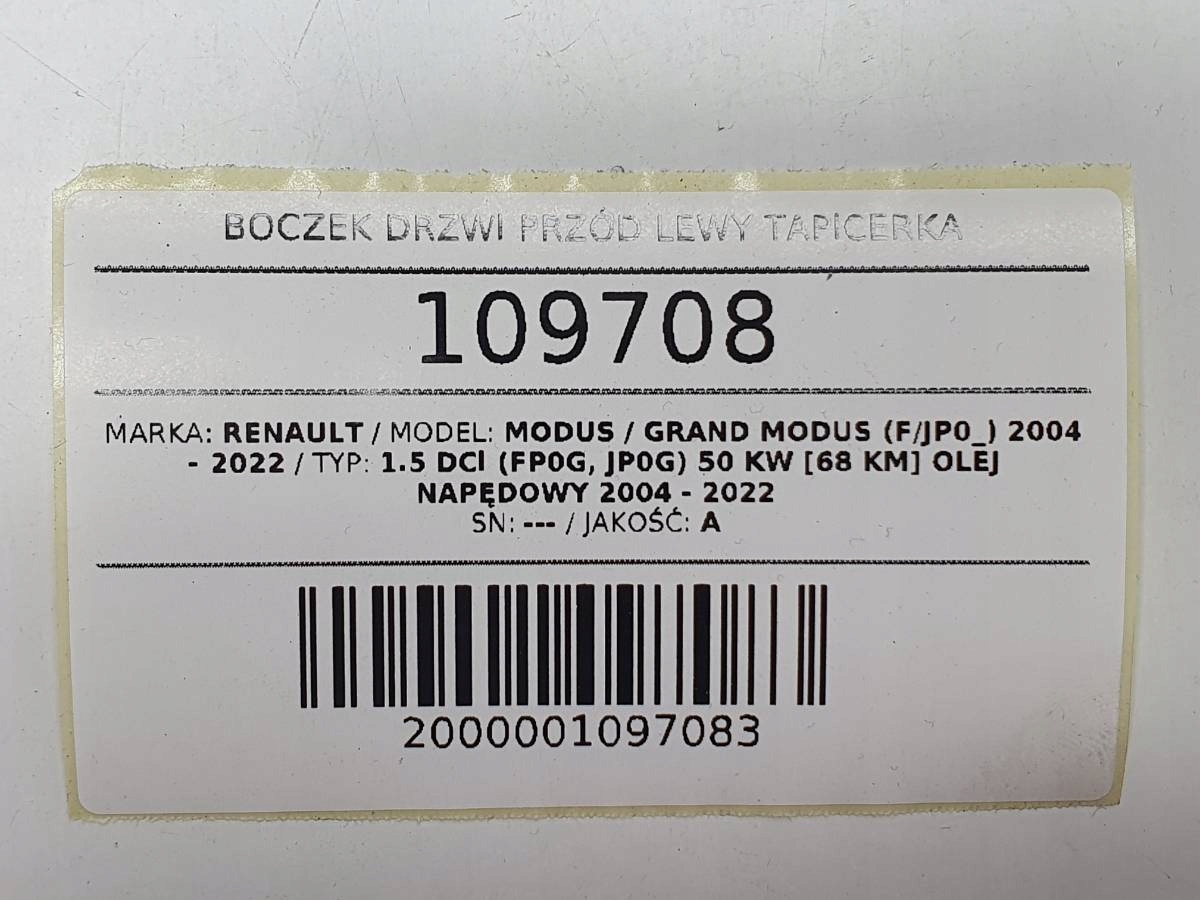 BOCZEK DRZWI PRZÓD LEWY TAPICERKA
109708
MARKA: RENAULT / MODEL: MODUS / GRAND MODUS (F/JP0_) 2004
- 2022 / TYP: 1.5 DCI (FP0G, JP0G) 50 KW [68 KM] OLEJ
NAPĘDOWY 2004 - 2022
SN: --- / JAKOŚĆ: A
2000001097083